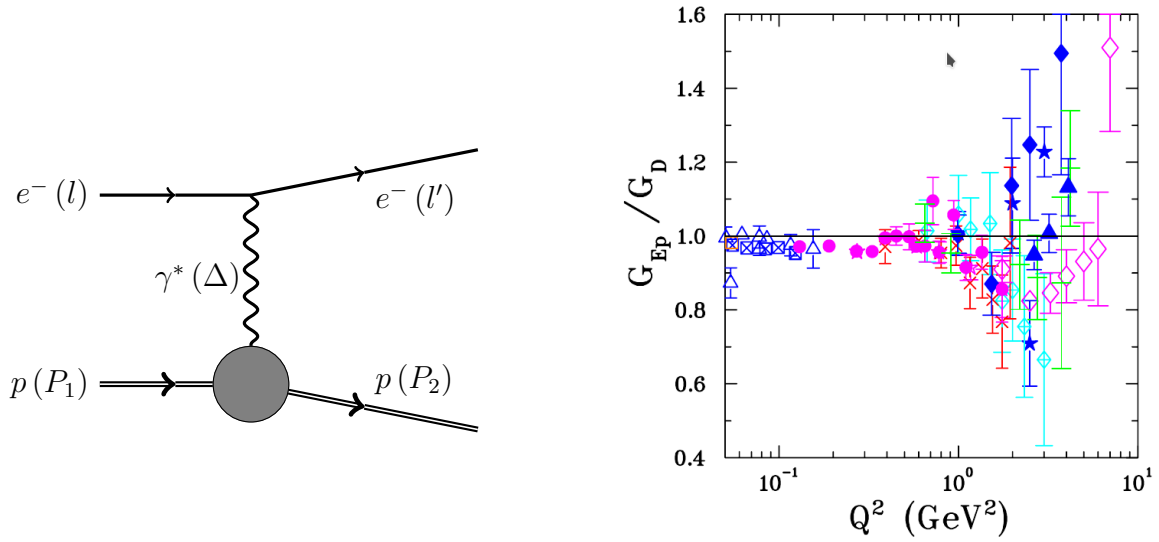 e⁻ (l)
e⁻ (l′)
γ* (Δ)
p (P₁)
p (P₂)
G_Ep/G_D
1.6
1.4
1.2
1.0
0.8
0.6
0.4
10⁻¹
10⁰
10¹
Q² (GeV²)